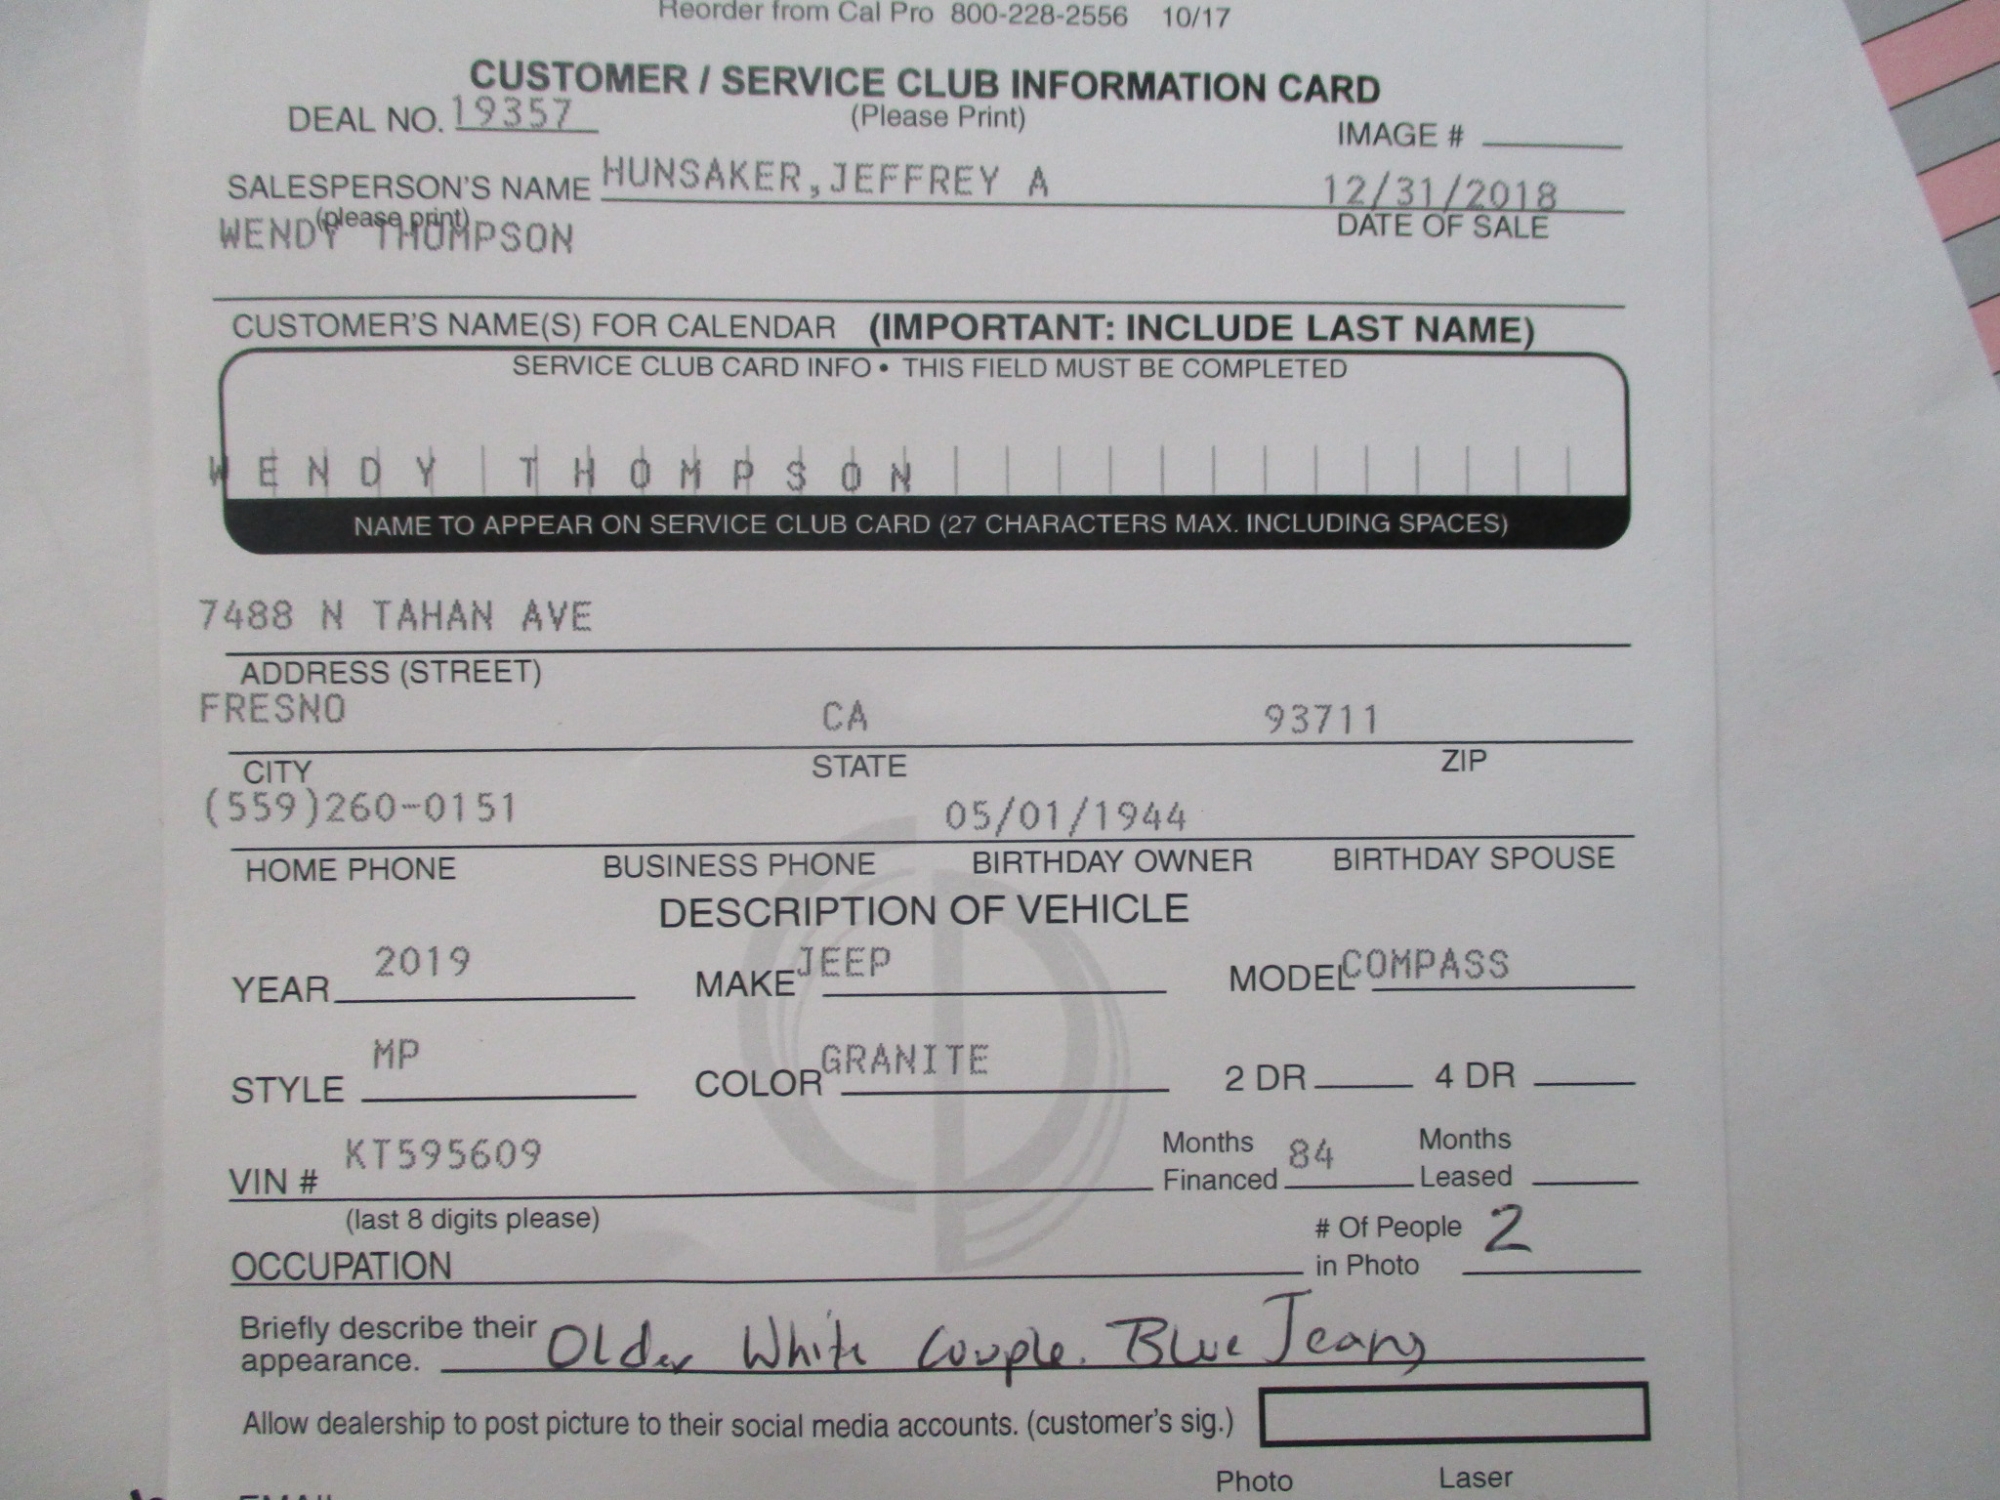 Reorder from Cal Pro 800-228-2556 10/17
CUSTOMER / SERVICE CLUB INFORMATION CARD
DEAL NO. 19357 (Please Print) IMAGE #
SALESPERSON'S NAME HUNSAKER,JEFFREY A 12/31/2018
(please print) DATE OF SALE
WENDY THOMPSON
CUSTOMER'S NAME(S) FOR CALENDAR (IMPORTANT: INCLUDE LAST NAME)
SERVICE CLUB CARD INFO • THIS FIELD MUST BE COMPLETED
WENDY THOMPSON
NAME TO APPEAR ON SERVICE CLUB CARD (27 CHARACTERS MAX. INCLUDING SPACES)
7488 N TAHAN AVE
ADDRESS (STREET)
FRESNO CA 93711
CITY STATE ZIP
(559)260-0151 05/01/1944
HOME PHONE BUSINESS PHONE BIRTHDAY OWNER BIRTHDAY SPOUSE
DESCRIPTION OF VEHICLE
YEAR 2019 MAKE JEEP MODEL COMPASS
STYLE MP COLOR GRANITE 2 DR 4 DR
VIN # KT595609 Months Financed 84 Months Leased
(last 8 digits please)
OCCUPATION # Of People in Photo 2
Briefly describe their appearance. Older White Couple. Blue Jeans
Allow dealership to post picture to their social media accounts. (customer's sig.)
Photo Laser